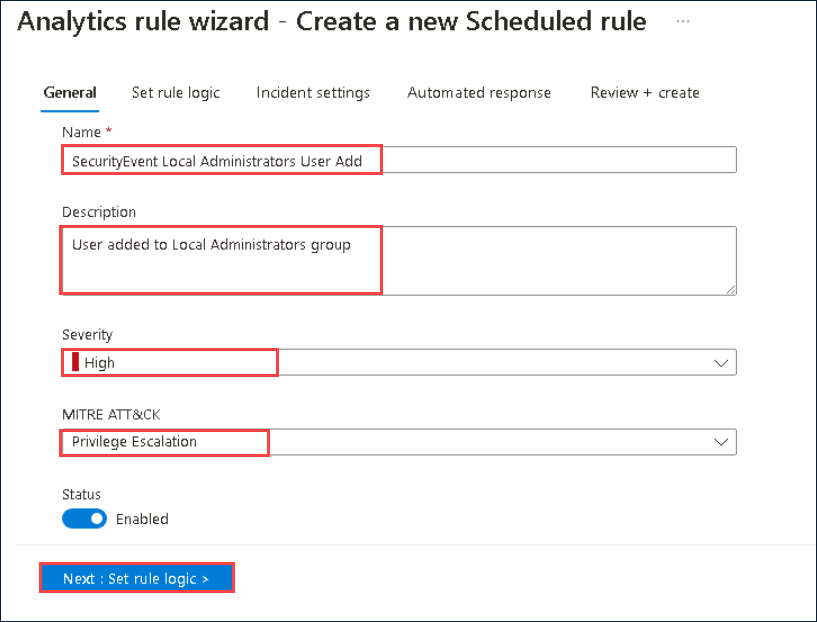 Analytics rule wizard - Create a new Scheduled rule ...
General Set rule logic Incident settings Automated response Review + create
Name *
SecurityEvent Local Administrators User Add
Description
User added to Local Administrators group
Severity
High
MITRE ATT&CK
Privilege Escalation
Status
Enabled
Next : Set rule logic >